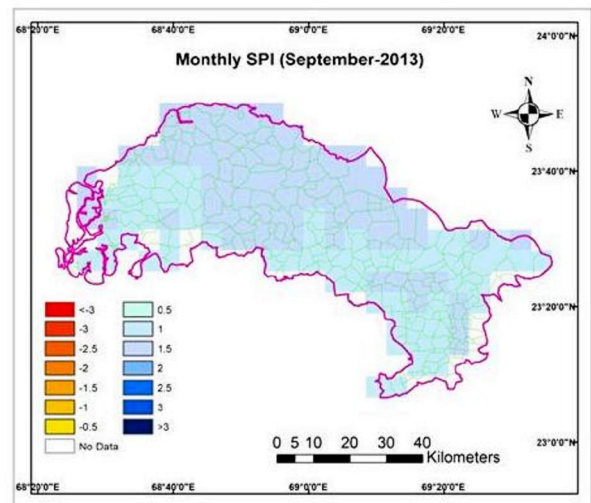 68°20'0"E 68°40'0"E 69°0'0"E 69°20'0"E
24°0'0"N
Monthly SPI (September-2013)
N
W E
S
23°40'0"N
23°20'0"N
<-3 0.5
-3 1
-2.5 1.5
-2 2
-1.5 2.5
-1 3
-0.5 >3
No Data
0 5 10 20 30 40
Kilometers
23°0'0"N
68°20'0"E 68°40'0"E 69°0'0"E 69°20'0"E